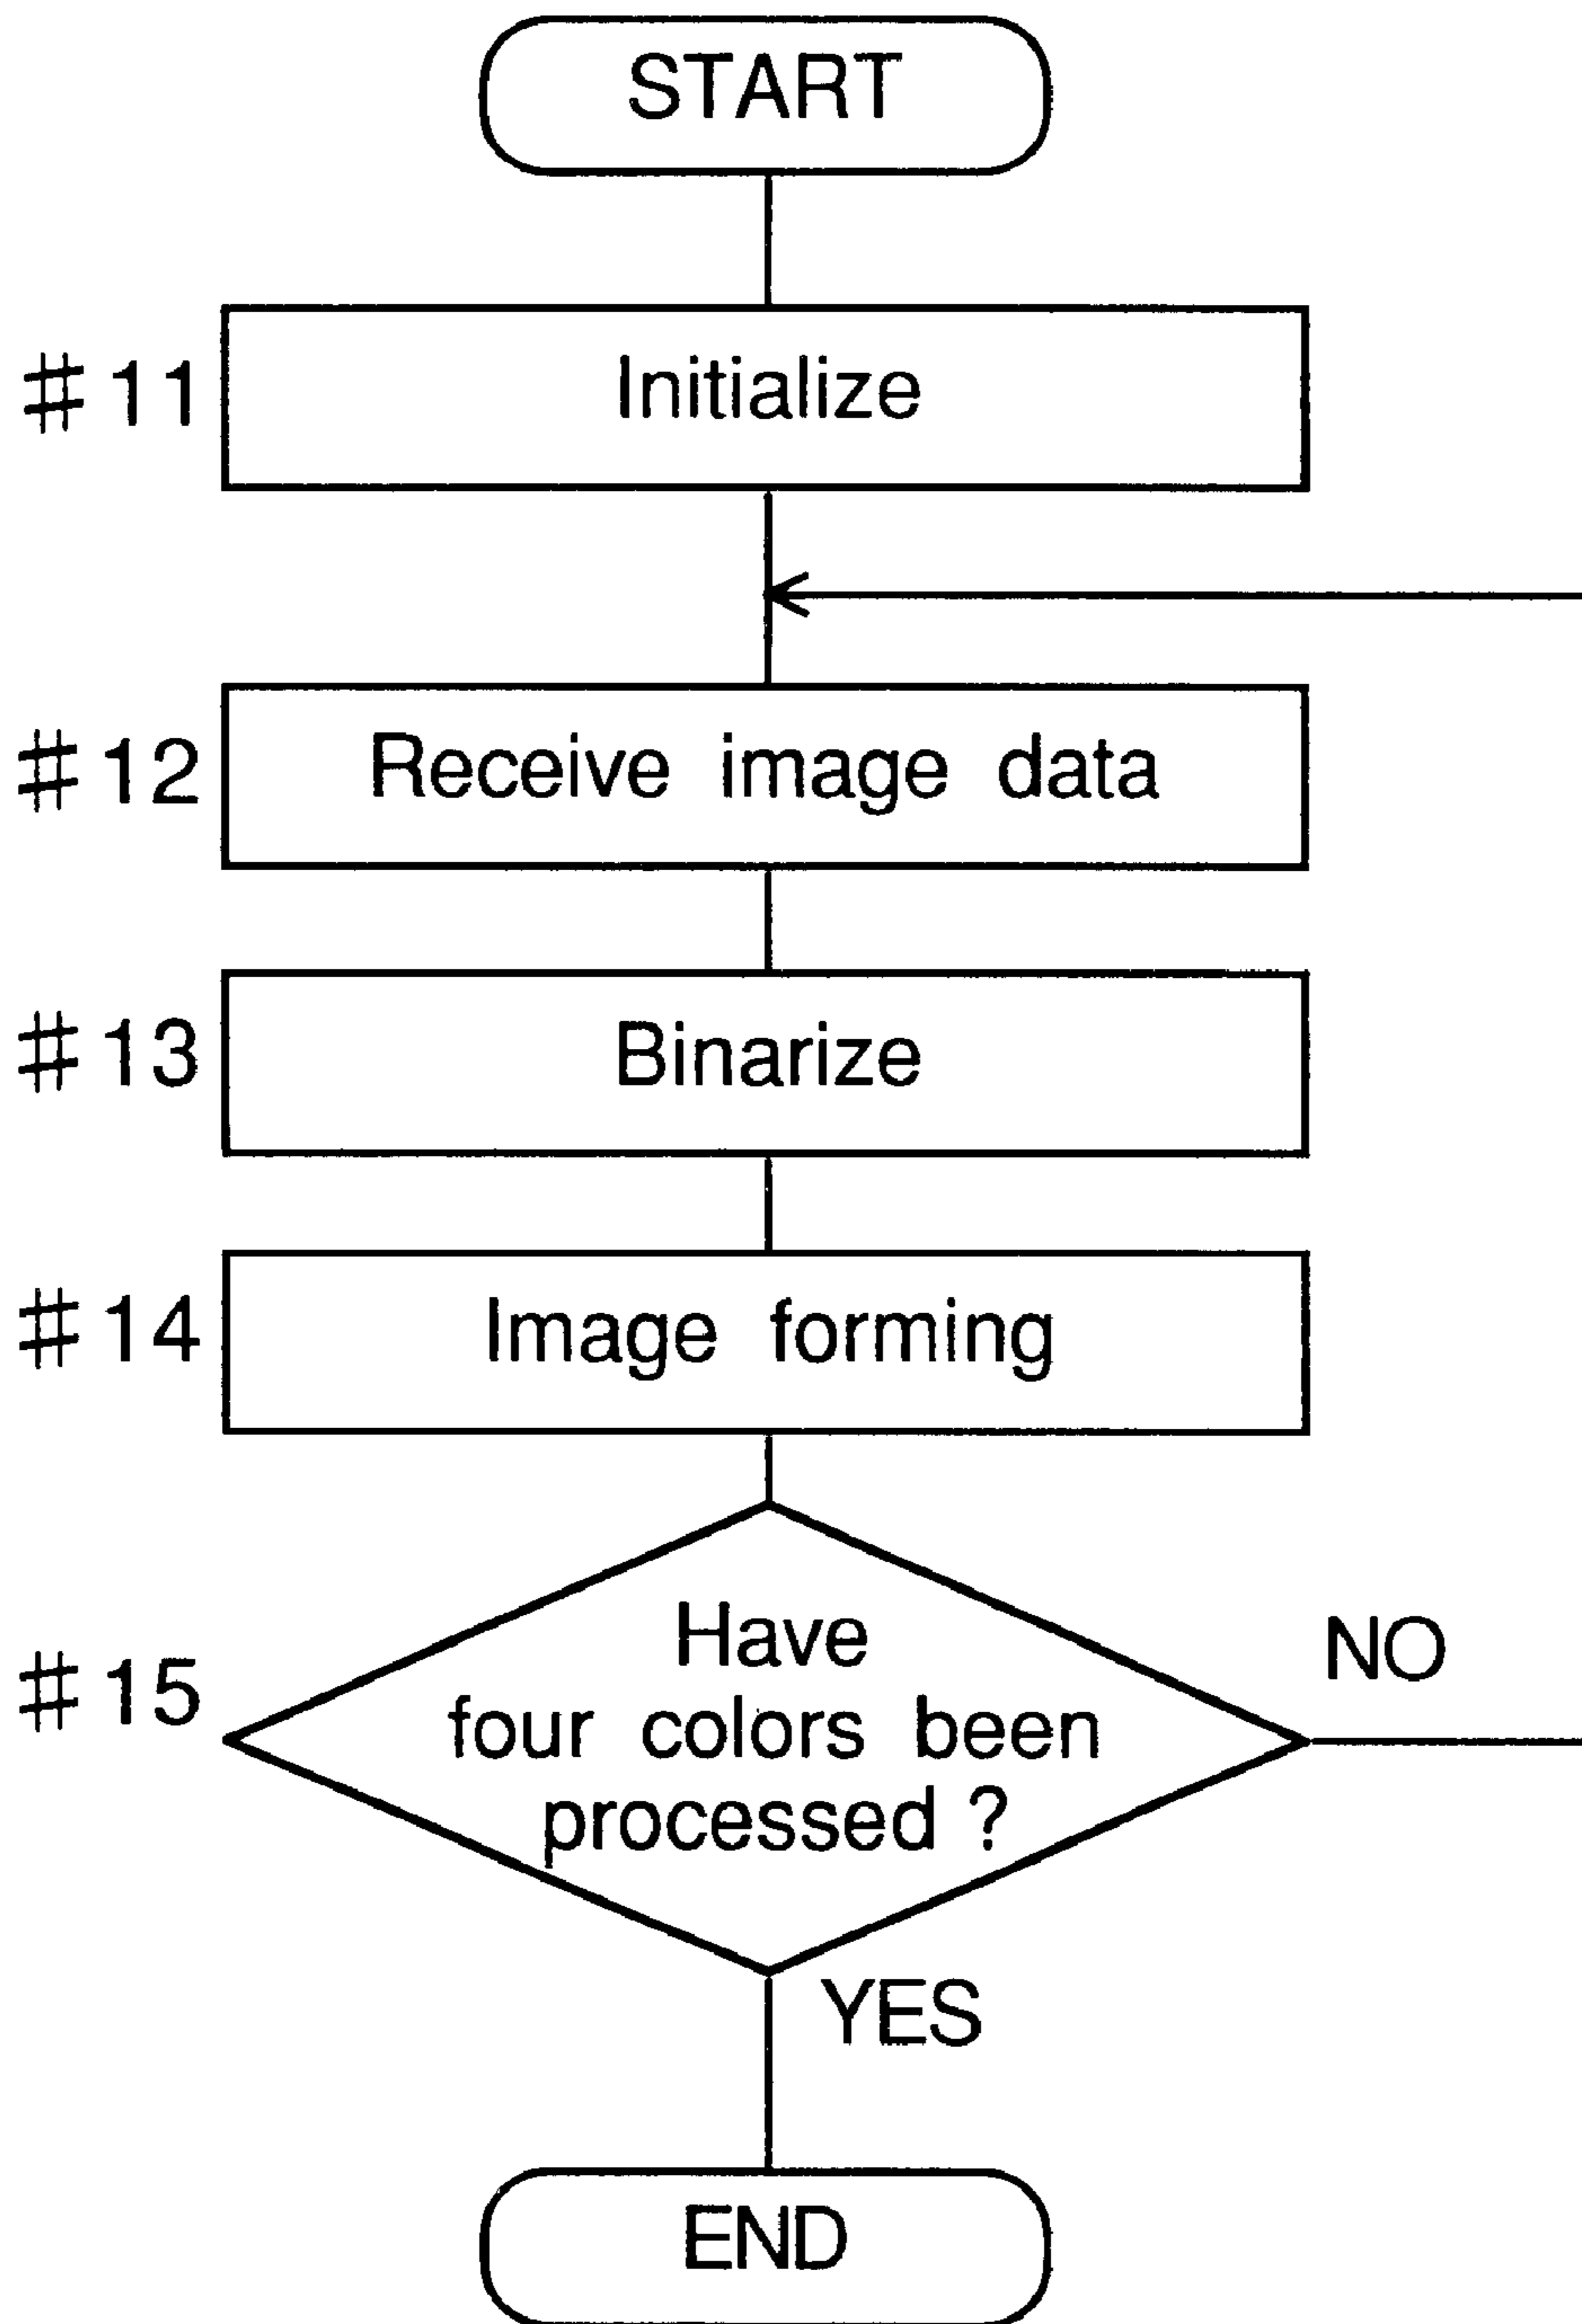 START
#11 Initialize
#12 Receive image data
#13 Binarize
#14 Image forming
Have
#15
four colors been
processed ?
NO
YES
END